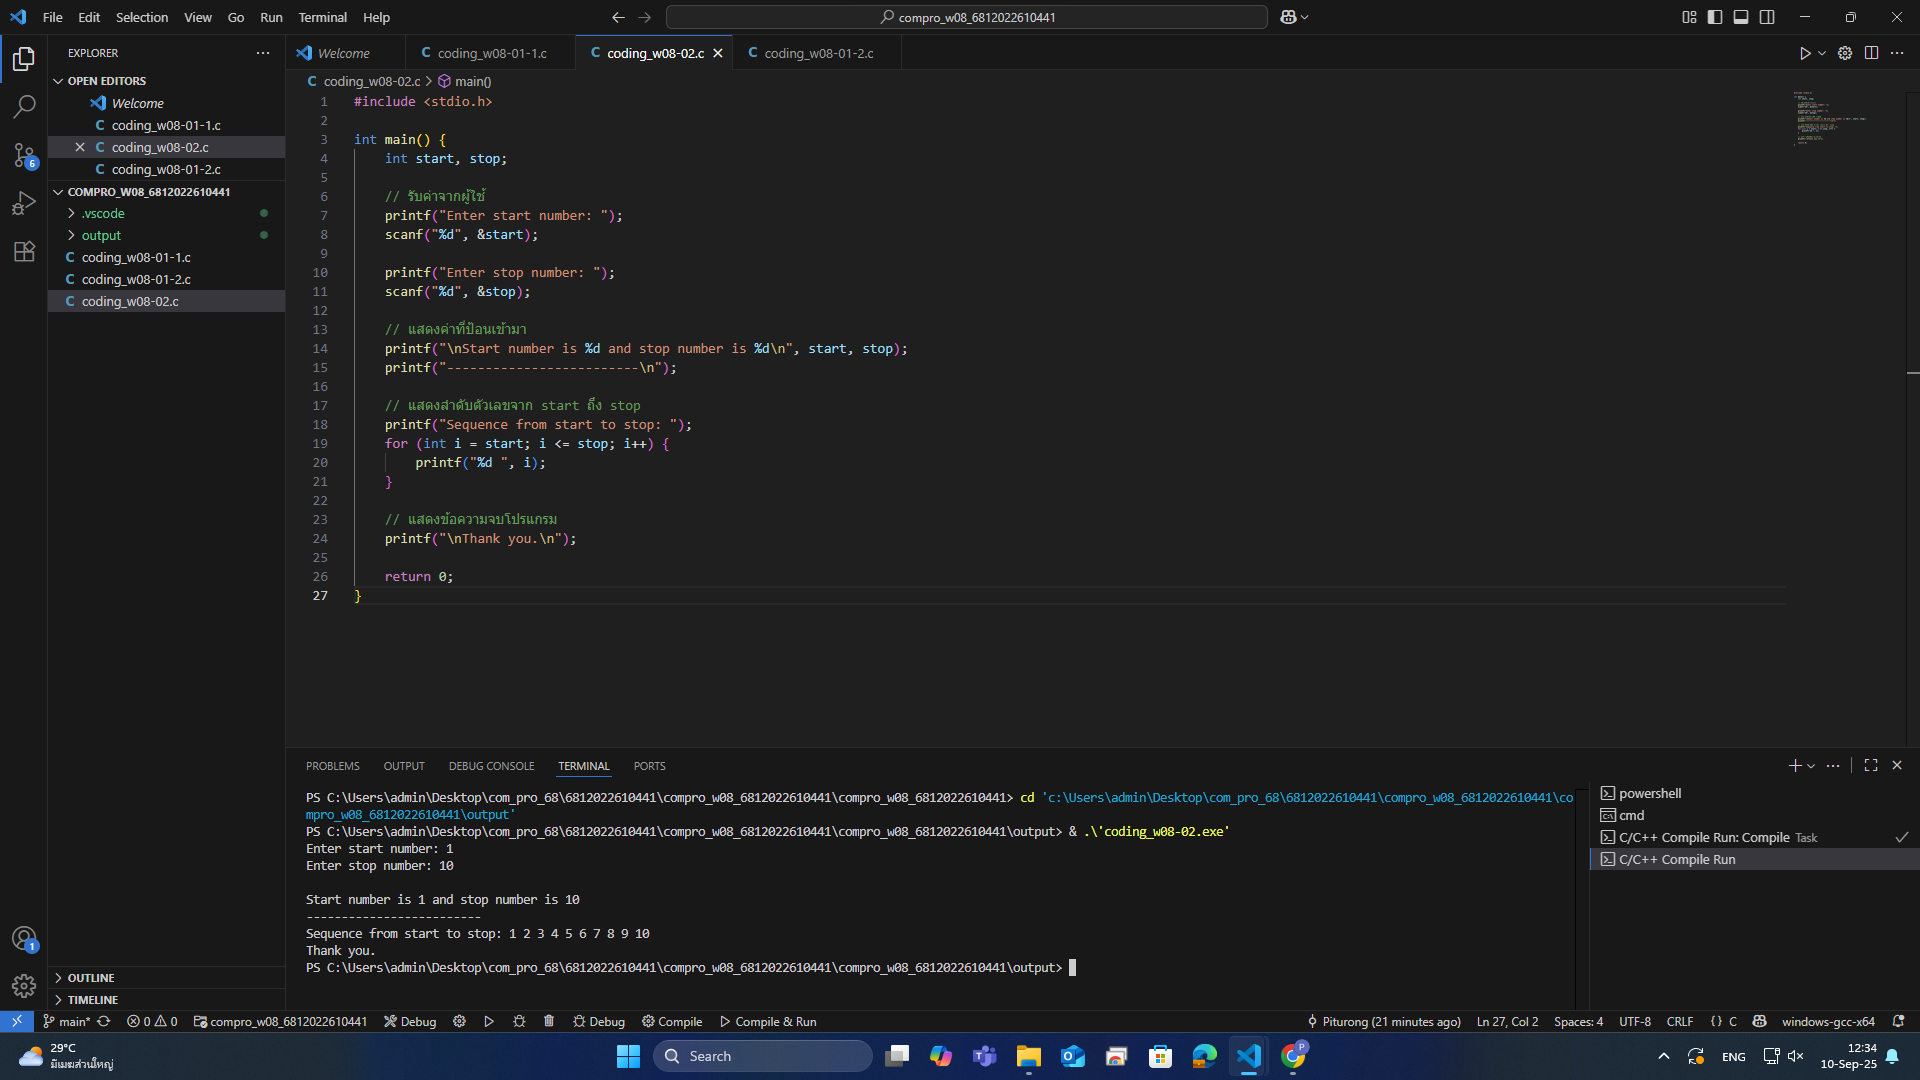 File Edit Selection View Go Run Terminal Help
compro_w08_6812022610441
EXPLORER
OPEN EDITORS
Welcome
coding_w08-01-1.c
coding_w08-02.c
coding_w08-01-2.c
COMPRO_W08_6812022610441
.vscode
output
coding_w08-01-1.c
coding_w08-01-2.c
coding_w08-02.c
OUTLINE
TIMELINE
6
1
Welcome
C coding_w08-01-1.c
C coding_w08-02.c
C coding_w08-01-2.c
C coding_w08-02.c > main()
1 #include <stdio.h>
2
3 int main() {
4 int start, stop;
5
6 // รับค่าจากผู้ใช้
7 printf("Enter start number: ");
8 scanf("%d", &start);
9
10 printf("Enter stop number: ");
11 scanf("%d", &stop);
12
13 // แสดงค่าที่ป้อนเข้ามา
14 printf("\nStart number is %d and stop number is %d\n", start, stop);
15 printf("-------------------------\n");
16
17 // แสดงลำดับตัวเลขจาก start ถึง stop
18 printf("Sequence from start to stop: ");
19 for (int i = start; i <= stop; i++) {
20 printf("%d ", i);
21 }
22
23 // แสดงข้อความจบโปรแกรม
24 printf("\nThank you.\n");
25
26 return 0;
27 }
PROBLEMS OUTPUT DEBUG CONSOLE TERMINAL PORTS
PS C:\Users\admin\Desktop\com_pro_68\6812022610441\compro_w08_6812022610441\compro_w08_6812022610441> cd 'c:\Users\admin\Desktop\com_pro_68\6812022610441\compro_w08_6812022610441\co
mpro_w08_6812022610441\output'
PS C:\Users\admin\Desktop\com_pro_68\6812022610441\compro_w08_6812022610441\compro_w08_6812022610441\output> & .\'coding_w08-02.exe'
Enter start number: 1
Enter stop number: 10
Start number is 1 and stop number is 10
-------------------------
Sequence from start to stop: 1 2 3 4 5 6 7 8 9 10
Thank you.
PS C:\Users\admin\Desktop\com_pro_68\6812022610441\compro_w08_6812022610441\compro_w08_6812022610441\output>
powershell
cmd
C/C++ Compile Run: Compile Task
C/C++ Compile Run
main* 0 0 compro_w08_6812022610441 Debug Debug Compile Compile & Run
Pituong (21 minutes ago) Ln 27, Col 2 Spaces: 4 UTF-8 CRLF {} C windows-gcc-x64
29°C
มีเมฆส่วนใหญ่
Search
P
ENG
12:34
10-Sep-25